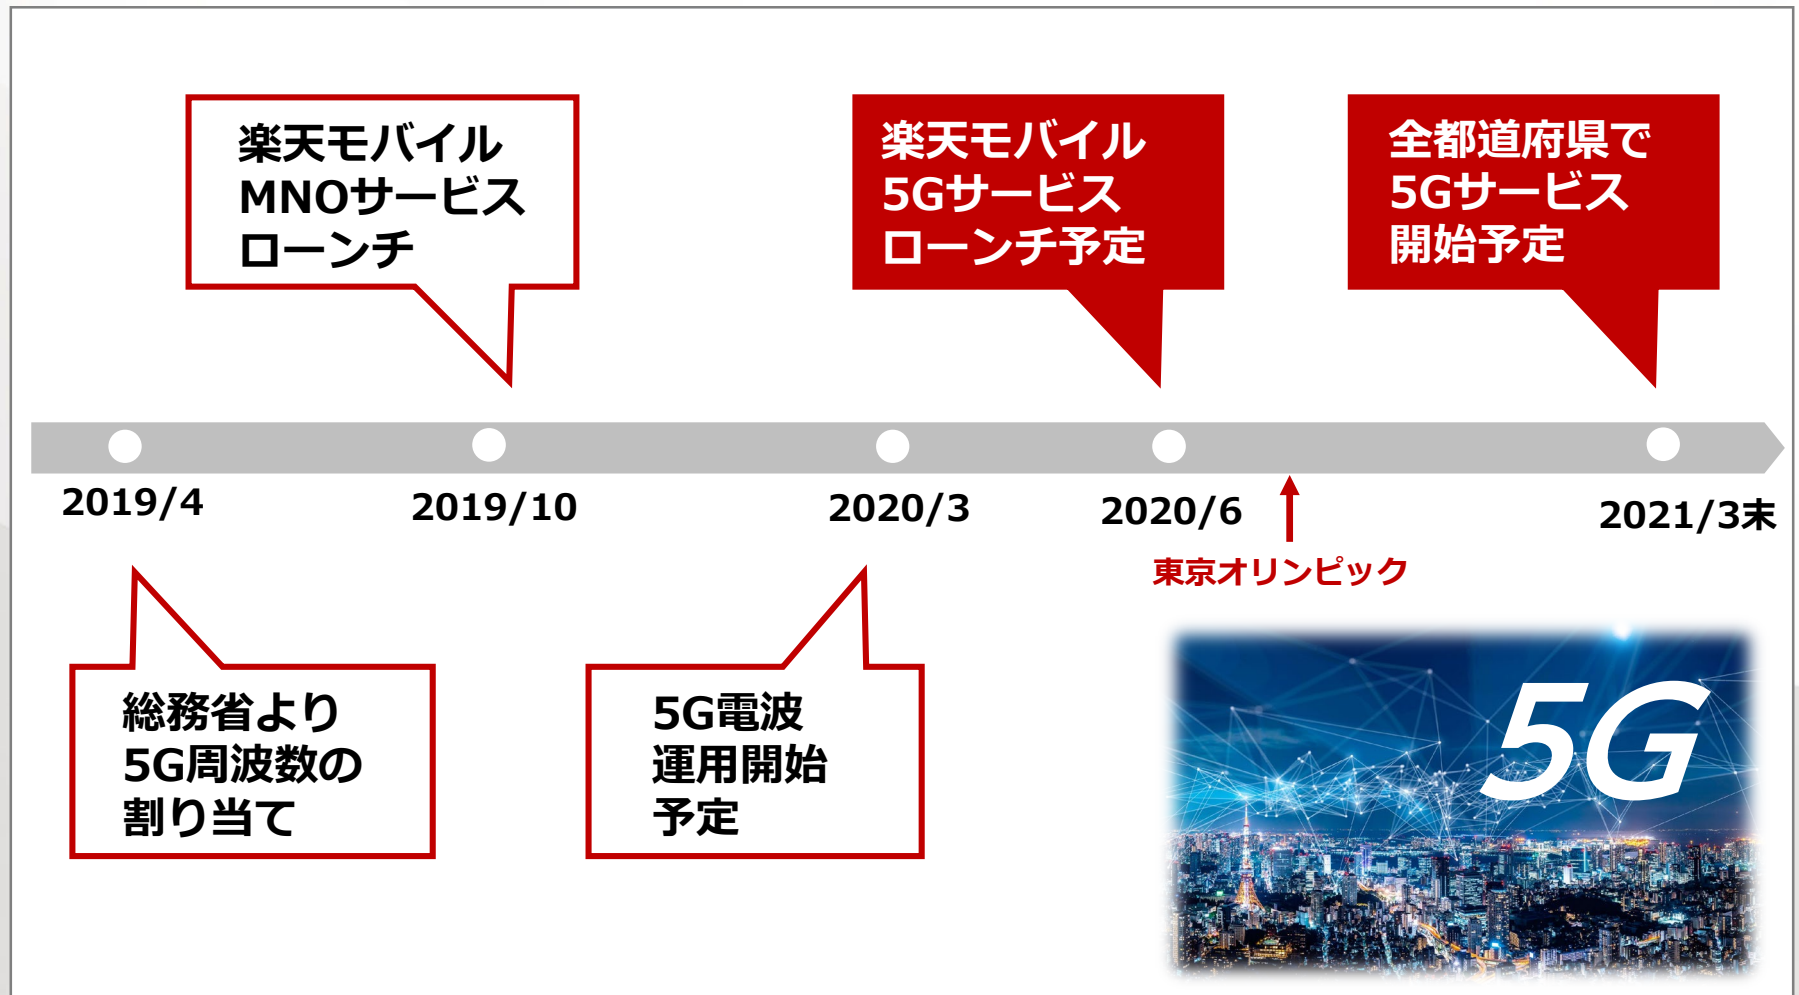 楽天モバイル
MNOサービス
ローンチ
楽天モバイル
5Gサービス
ローンチ予定
全都道府県で
5Gサービス
開始予定
2019/4
2019/10
2020/3
2020/6
2021/3末
東京オリンピック
総務省より
5G周波数の
割り当て
5G電波
運用開始
予定
5G